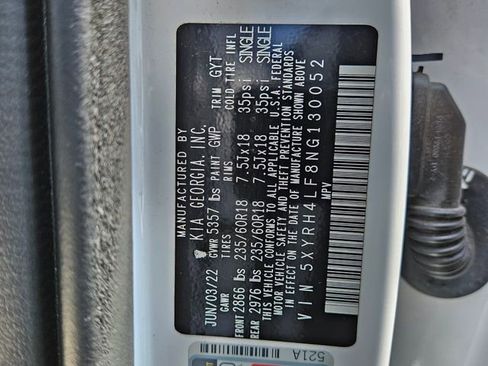 MANUFACTURED BY
KIA GEORGIA, INC.
JUN/03/22 GVWR 5357 lbs PAINT GWP TRIM GYT
GAWR TIRES RIMS COLD TIRE INFL
FRONT 2866 lbs 235/60R18 7.5Jx18 35psi SINGLE
REAR 2976 lbs 235/60R18 7.5Jx18 35psi SINGLE
THIS VEHICLE CONFORMS TO ALL APPLICABLE U.S.A. FEDERAL
MOTOR VEHICLE SAFETY AND THEFT PREVENTION STANDARDS
IN EFFECT ON THE DATE OF MANUFACTURE SHOWN ABOVE
VIN 5XYRH4LF8NG130052
MPV
521A